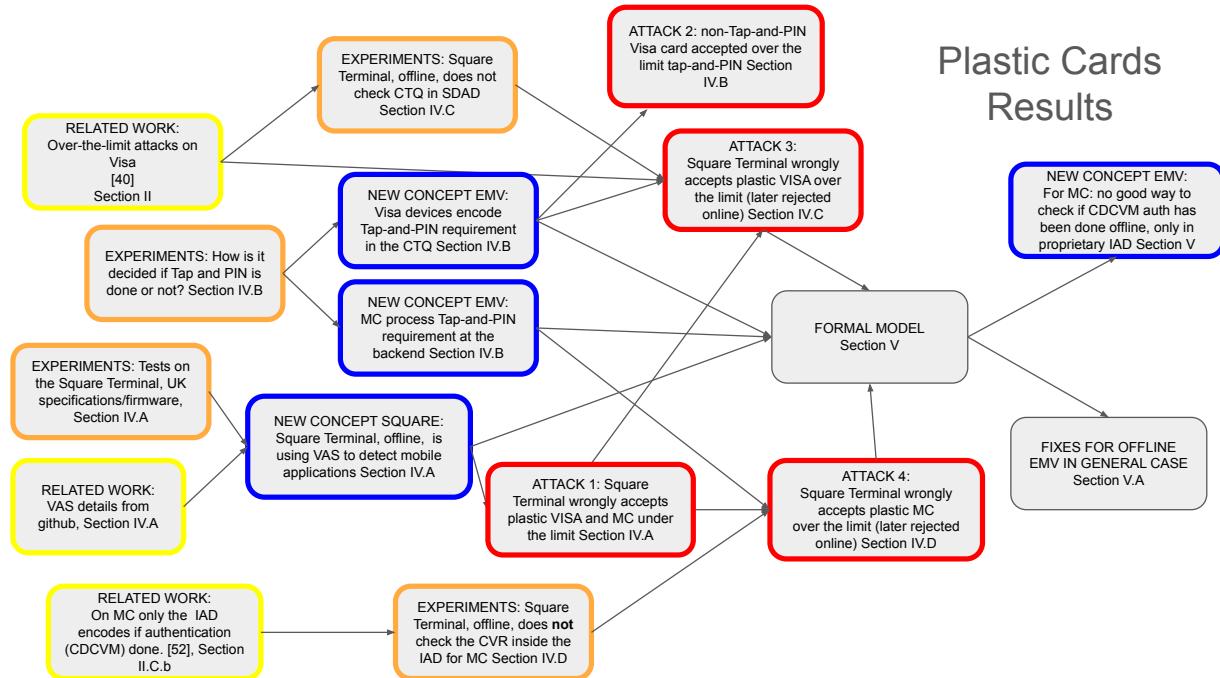 Plastic Cards
Results
ATTACK 2: non-Tap-and-PIN
Visa card accepted over the
limit tap-and-PIN Section
IV.B
EXPERIMENTS: Square
Terminal, offline, does not
check CTQ in SDAD
Section IV.C
RELATED WORK:
Over-the-limit attacks on
Visa
[40]
Section II
ATTACK 3:
Square Terminal wrongly
accepts plastic VISA over
the limit (later rejected
online) Section IV.C
NEW CONCEPT EMV:
For MC: no good way to
check if CDCVM auth has
been done offline, only in
proprietary IAD Section V
NEW CONCEPT EMV:
Visa devices encode
Tap-and-PIN requirement
in the CTQ Section IV.B
EXPERIMENTS: How is it
decided if Tap and PIN is
done or not? Section IV.B
NEW CONCEPT EMV:
MC process Tap-and-PIN
requirement at the
backend Section IV.B
FORMAL MODEL
Section V
EXPERIMENTS: Tests on
the Square Terminal, UK
specifications/firmware,
Section IV.A
NEW CONCEPT SQUARE:
Square Terminal, offline, is
using VAS to detect mobile
applications Section IV.A
FIXES FOR OFFLINE
EMV IN GENERAL CASE
Section V.A
RELATED WORK:
VAS details from
github, Section IV.A
ATTACK 1: Square
Terminal wrongly accepts
plastic VISA and MC under
the limit Section IV.A
ATTACK 4:
Square Terminal wrongly
accepts plastic MC
over the limit (later rejected
online) Section IV.D
RELATED WORK:
On MC only the IAD
encodes if authentication
(CDCVM) done. [52], Section
II.C.b
EXPERIMENTS: Square
Terminal, offline, does not
check the CVR inside the
IAD for MC Section IV.D